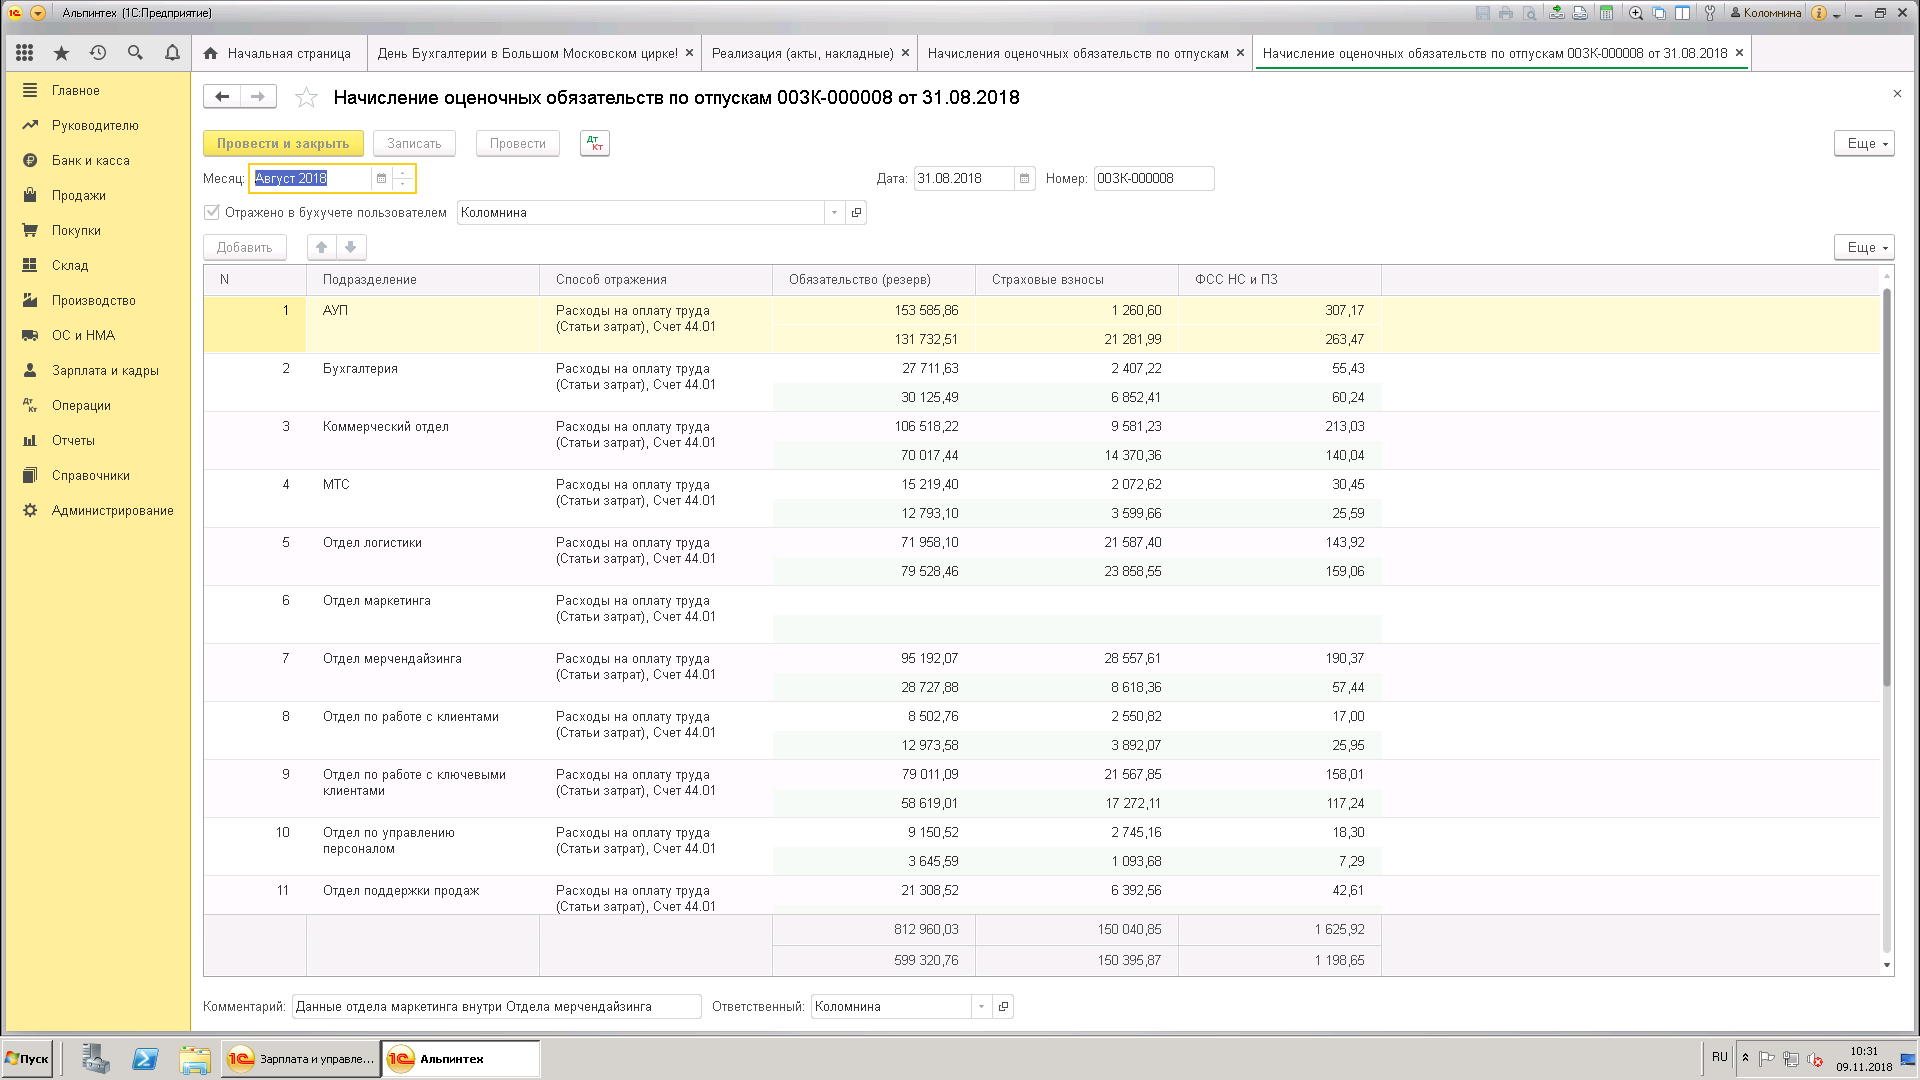 Альпинтех (1С:Предприятие)
Коломнина
Начальная страница
День Бухгалтерии в Большом Московском цирке!
Реализация (акты, накладные)
Начисления оценочных обязательств по отпускам
Начисление оценочных обязательств по отпускам 003К-000008 от 31.08.2018
Главное
Руководителю
Банк и касса
Продажи
Покупки
Склад
Производство
ОС и НМА
Зарплата и кадры
Операции
Отчеты
Справочники
Администрирование
Начисление оценочных обязательств по отпускам 003К-000008 от 31.08.2018
Провести и закрыть
Записать
Провести
Дт Кт
Еще
Месяц: Август 2018
Дата: 31.08.2018
Номер: 003К-000008
Отражено в бухучете пользователем Коломнина
Добавить
Еще
N Подразделение Способ отражения Обязательство (резерв) Страховые взносы ФСС НС и ПЗ
1 АУП Расходы на оплату труда 153 585,86 1 260,60 307,17
(Статьи затрат), Счет 44.01 131 732,51 21 281,99 263,47
2 Бухгалтерия Расходы на оплату труда 27 711,63 2 407,22 55,43
(Статьи затрат), Счет 44.01 30 125,49 6 852,41 60,24
3 Коммерческий отдел Расходы на оплату труда 106 518,22 9 581,23 213,03
(Статьи затрат), Счет 44.01 70 017,44 14 370,36 140,04
4 МТС Расходы на оплату труда 15 219,40 2 072,62 30,45
(Статьи затрат), Счет 44.01 12 793,10 3 599,66 25,59
5 Отдел логистики Расходы на оплату труда 71 958,10 21 587,40 143,92
(Статьи затрат), Счет 44.01 79 528,46 23 858,55 159,06
6 Отдел маркетинга Расходы на оплату труда
(Статьи затрат), Счет 44.01
7 Отдел мерчендайзинга Расходы на оплату труда 95 192,07 28 557,61 190,37
(Статьи затрат), Счет 44.01 28 727,88 8 618,36 57,44
8 Отдел по работе с клиентами Расходы на оплату труда 8 502,76 2 550,82 17,00
(Статьи затрат), Счет 44.01 12 973,58 3 892,07 25,95
9 Отдел по работе с ключевыми Расходы на оплату труда 79 011,09 21 567,85 158,01
клиентами (Статьи затрат), Счет 44.01 58 619,01 17 272,11 117,24
10 Отдел по управлению Расходы на оплату труда 9 150,52 2 745,16 18,30
персоналом (Статьи затрат), Счет 44.01 3 645,59 1 093,68 7,29
11 Отдел поддержки продаж Расходы на оплату труда 21 308,52 6 392,56 42,61
(Статьи затрат), Счет 44.01
812 960,03 150 040,85 1 625,92
599 320,76 150 395,87 1 198,65
Комментарий: Данные отдела маркетинга внутри Отдела мерчендайзинга
Ответственный: Коломнина
Пуск
Зарплата и управле...
Альпинтех
RU
10:31
09.11.2018